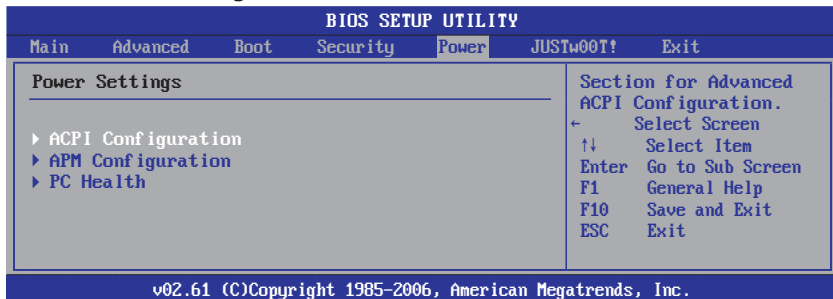 BIOS SETUP UTILITY
Main Advanced Boot Security Power JUSTw00T! Exit
Power Settings
▶ ACPI Configuration
▶ APM Configuration
▶ PC Health
Section for Advanced
ACPI Configuration.
← Select Screen
↑↓ Select Item
Enter Go to Sub Screen
F1 General Help
F10 Save and Exit
ESC Exit
v02.61 (C)Copyright 1985-2006, American Megatrends, Inc.